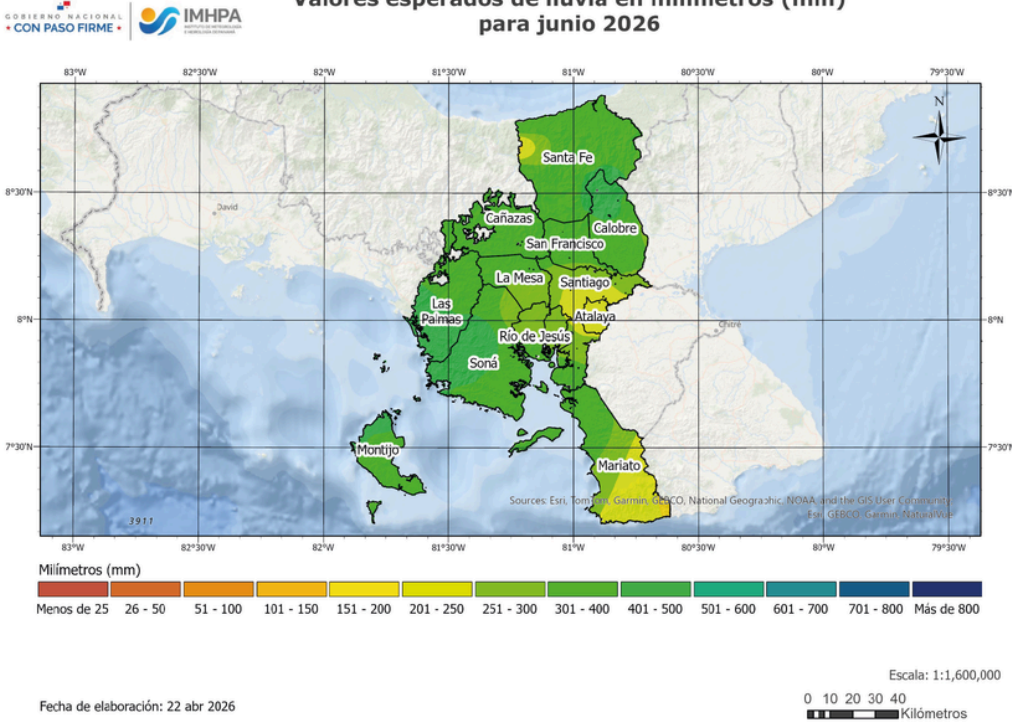 GOBIERNO NACIONAL
• CON PASO FIRME •
IMHPA
Valores esperados de lluvia en milímetros (mm)
para junio 2026
83°W 82°30'W 82°W 81°30'W 81°W 80°30'W 80°W 79°30'W
N
Santa Fe
8°30'N 8°30'N
David
Cañazas
Calobre
San Francisco
La Mesa
Santiago
Las
Palmas
Atalaya
8°N 8°N
Chitré
Río de Jesús
Soná
7°30'N 7°30'N
Montijo
Mariato
Sources: Esri, TomTom, Garmin, GEBCO, National Geographic, NOAA, and the GIS User Community
Esri, GEBCO, Garmin, NaturalVue
3911
83°W 82°30'W 82°W 81°30'W 81°W 80°30'W 80°W 79°30'W
Milímetros (mm)
Menos de 25 26 - 50 51 - 100 101 - 150 151 - 200 201 - 250 251 - 300 301 - 400 401 - 500 501 - 600 601 - 700 701 - 800 Más de 800
Escala: 1:1,600,000
Fecha de elaboración: 22 abr 2026
0 10 20 30 40
Kilómetros